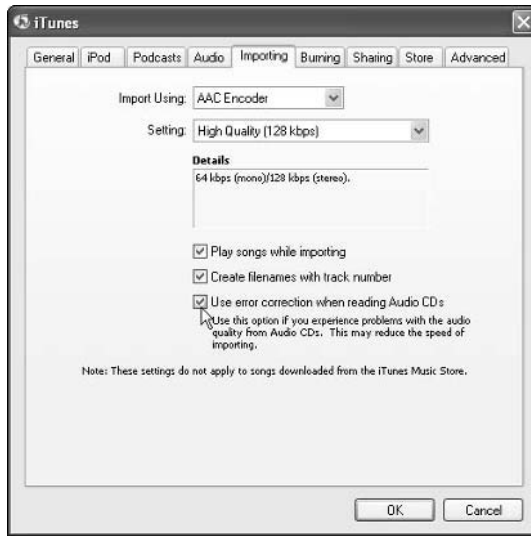 iTunes
General iPod Podcasts Audio Importing Burning Sharing Store Advanced
Import Using: AAC Encoder
Setting: High Quality (128 kbps)
Details
64 kbps (mono)/128 kbps (stereo).
Play songs while importing
Create filenames with track number
Use error correction when reading Audio CDs
Use this option if you experience problems with the audio
quality from Audio CDs. This may reduce the speed of
importing.
Note: These settings do not apply to songs downloaded from the iTunes Music Store.
OK Cancel